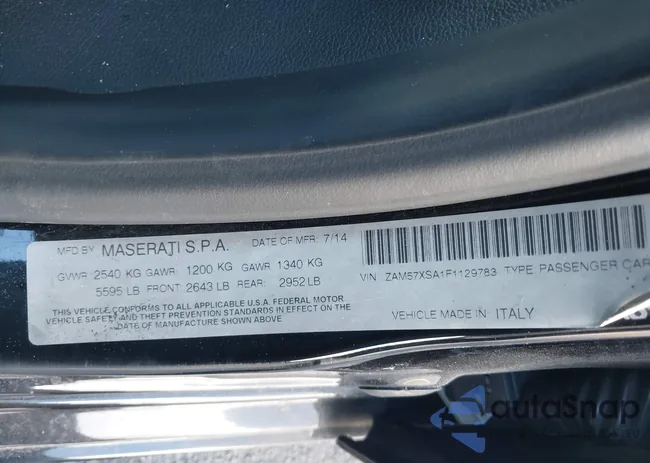 MFD BY MASERATI S.P.A. DATE OF MFR: 7/14
GVWR: 2540 KG GAWR: 1200 KG GAWR: 1340 KG
5595 LB FRONT 2643 LB REAR: 2952 LB
THIS VEHICLE CONFORMS TO ALL APPLICABLE U.S.A. FEDERAL MOTOR
VEHICLE SAFETY AND THEFT PREVENTION STANDARDS IN EFFECT ON THE
DATE OF MANUFACTURE SHOWN ABOVE
VIN: ZAM57XSA1F1129783 TYPE: PASSENGER CAR
VEHICLE MADE IN ITALY
autaSnap